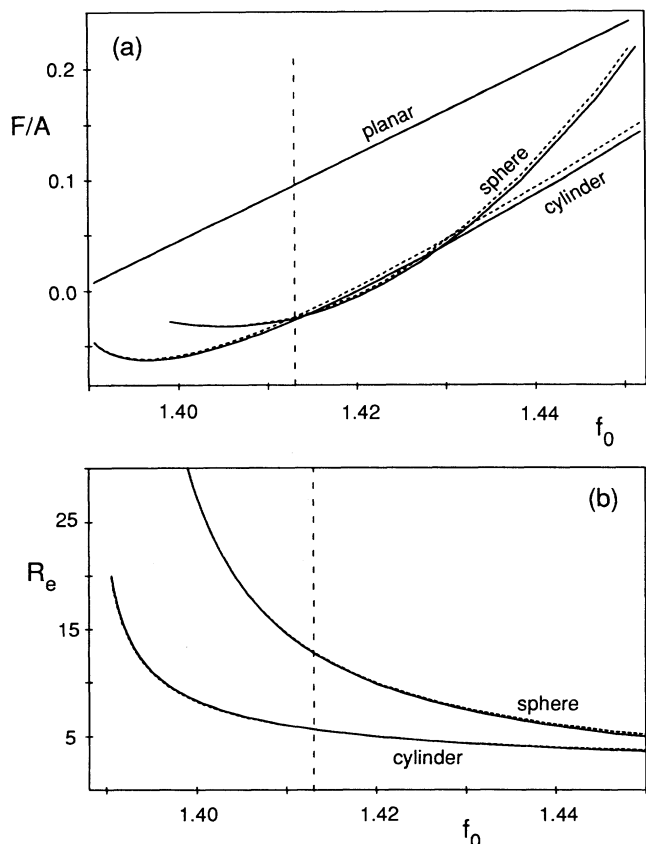 (a)
0.2
F/A
planar
0.1
sphere
cylinder
0.0
1.40 1.42 1.44
f₀
(b)
25
Rₑ
15
sphere
5
cylinder
1.40 1.42 1.44
f₀